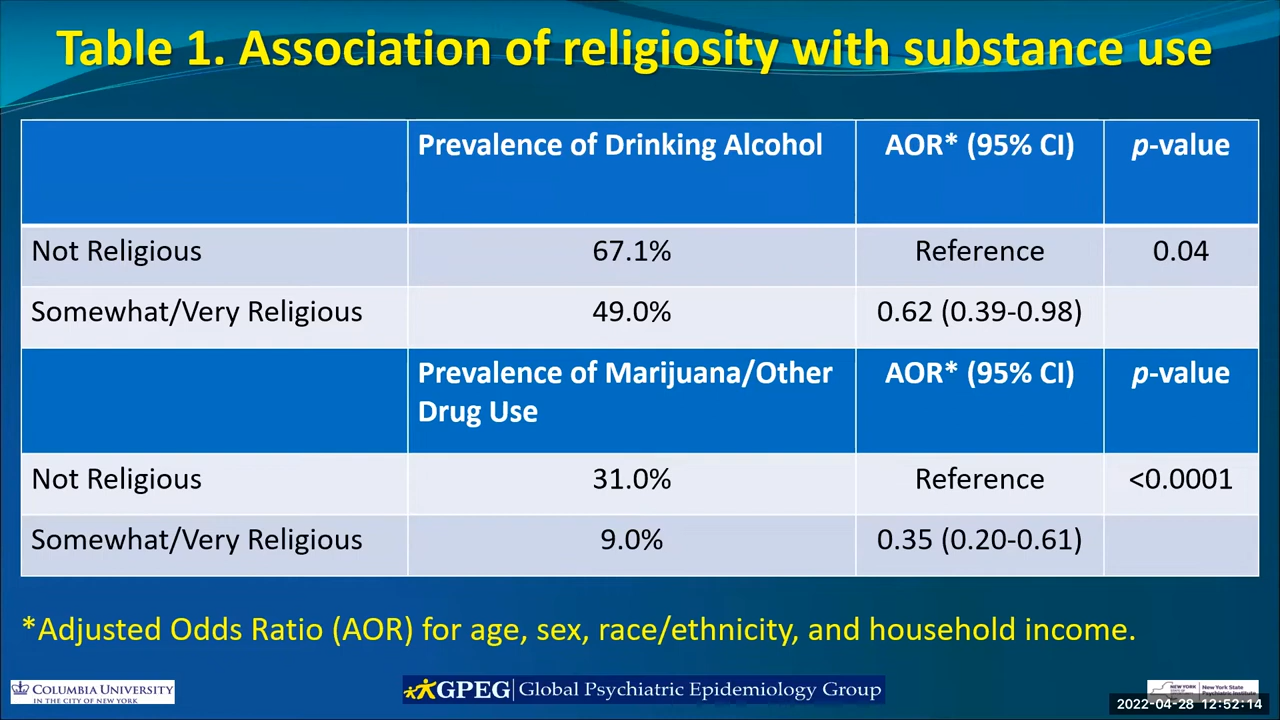 Table 1. Association of religiosity with substance use
Prevalence of Drinking Alcohol AOR* (95% CI) p-value
Not Religious 67.1% Reference 0.04
Somewhat/Very Religious 49.0% 0.62 (0.39-0.98)
Prevalence of Marijuana/Other AOR* (95% CI) p-value
Drug Use
Not Religious 31.0% Reference <0.0001
Somewhat/Very Religious 9.0% 0.35 (0.20-0.61)
*Adjusted Odds Ratio (AOR) for age, sex, race/ethnicity, and household income.
COLUMBIA UNIVERSITY
IN THE CITY OF NEW YORK
GPEG Global Psychiatric Epidemiology Group
NEW YORK New York State
Psychiatric Institute
2022-04-28 12:52:14